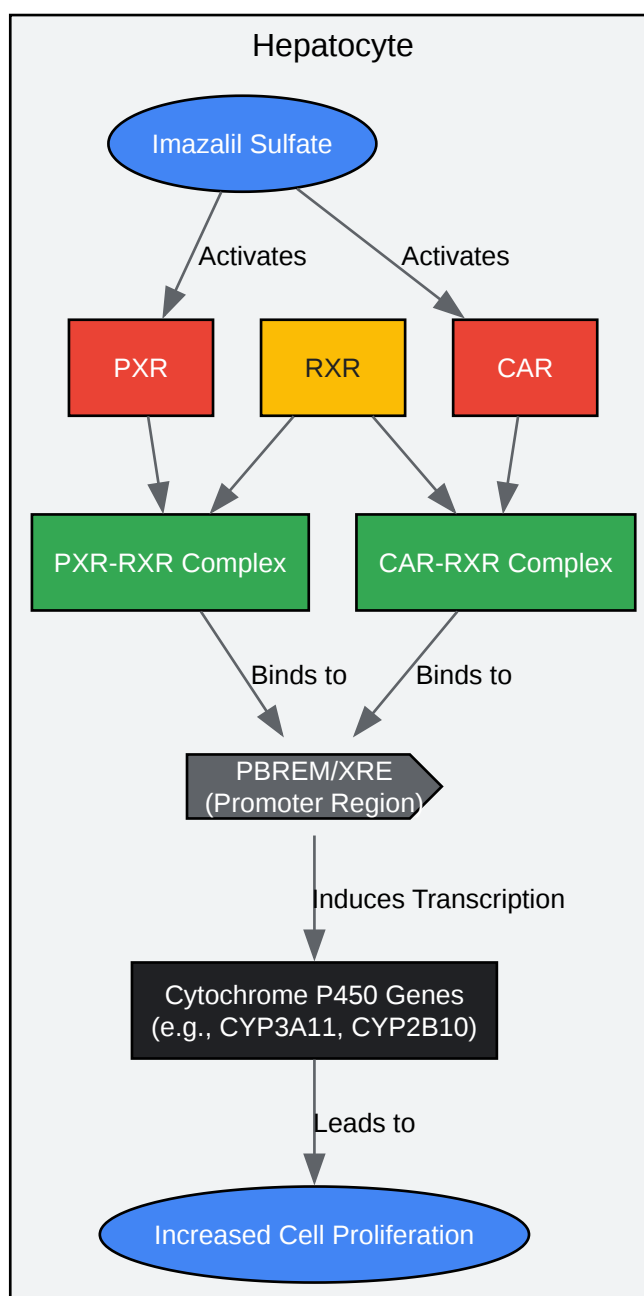 Hepatocyte
Imazalil Sulfate
Activates
Activates
PXR
RXR
CAR
PXR-RXR Complex
CAR-RXR Complex
Binds to
Binds to
PBREM/XRE
(Promoter Region)
Induces Transcription
Cytochrome P450 Genes
(e.g., CYP3A11, CYP2B10)
Leads to
Increased Cell Proliferation